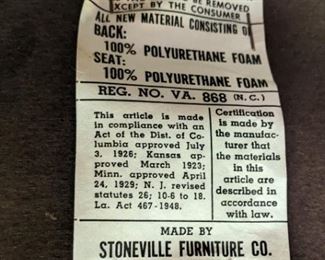 BE REMOVED
EXCEPT BY THE CONSUMER
ALL NEW MATERIAL CONSISTING OF
BACK:
100% POLYURETHANE FOAM
SEAT:
100% POLYURETHANE FOAM
REG. NO. VA. 868 (N.C.)
This article is made
in compliance with an
Act of the Dist. of Co-
lumbia approved July
3, 1926; Kansas ap-
proved March 1923;
Minn. approved April
24, 1929; N. J. revised
statutes 26; 10-6 to 18.
La. Act 467-1948.
Certification
is made by
the manufac-
turer that the
materials in
this article
are described
in accordance
with law.
MADE BY
STONEVILLE FURNITURE CO.